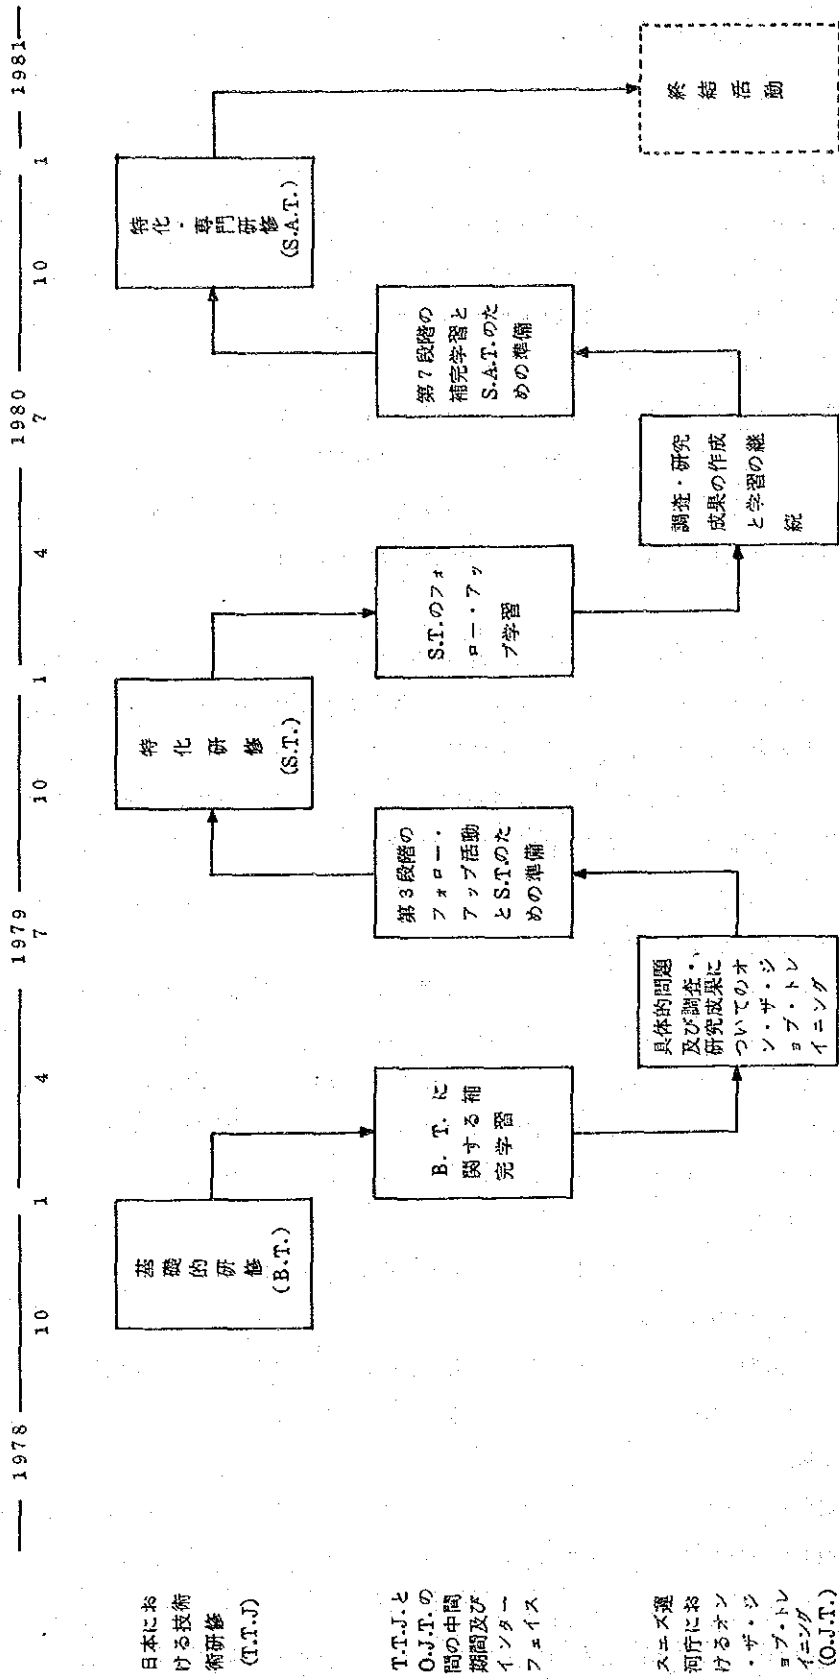 1978 1979 1980 1981
10 1 4 7 10 1 4 7 10 1
日本にお
ける技術
術研修
(T.T.J)
基礎的研修
(B.T.)
特化研修
(S.T.)
特化・専門研修
(S.A.T.)
T.T.J.と
O.J.T.の
間の中間
期間及び
インター
フェイス
B. T. に
関する補
完学習
第3段階の
フォロー・
アップ活動
とS.T.のた
めの準備
S.T.のフォ
ロー・アッ
プ学習
第7段階の
補完学習と
S.A.T.のた
めの準備
スエズ運
河庁にお
けるオン
・ザ・ジ
ョブ・トレ
イニング
(O.J.T.)
具体的問題
及び調査・
研究成果に
ついてのオ
ン・ザ・ジ
ョブ・トレ
イニング
調査・研究
成果の作成
と学習の継
続
終結活動